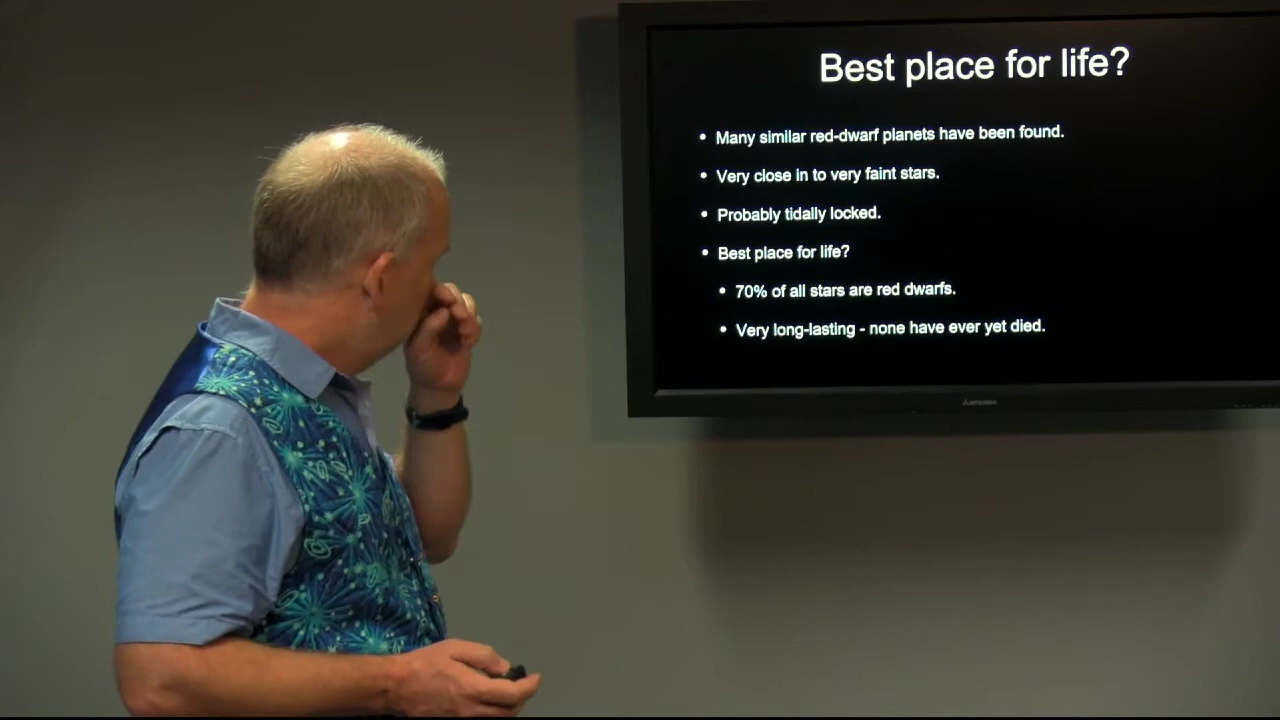 Best place for life?
• Many similar red-dwarf planets have been found.
• Very close in to very faint stars.
• Probably tidally locked.
• Best place for life?
• 70% of all stars are red dwarfs.
• Very long-lasting - none have ever yet died.
MITSUBISHI